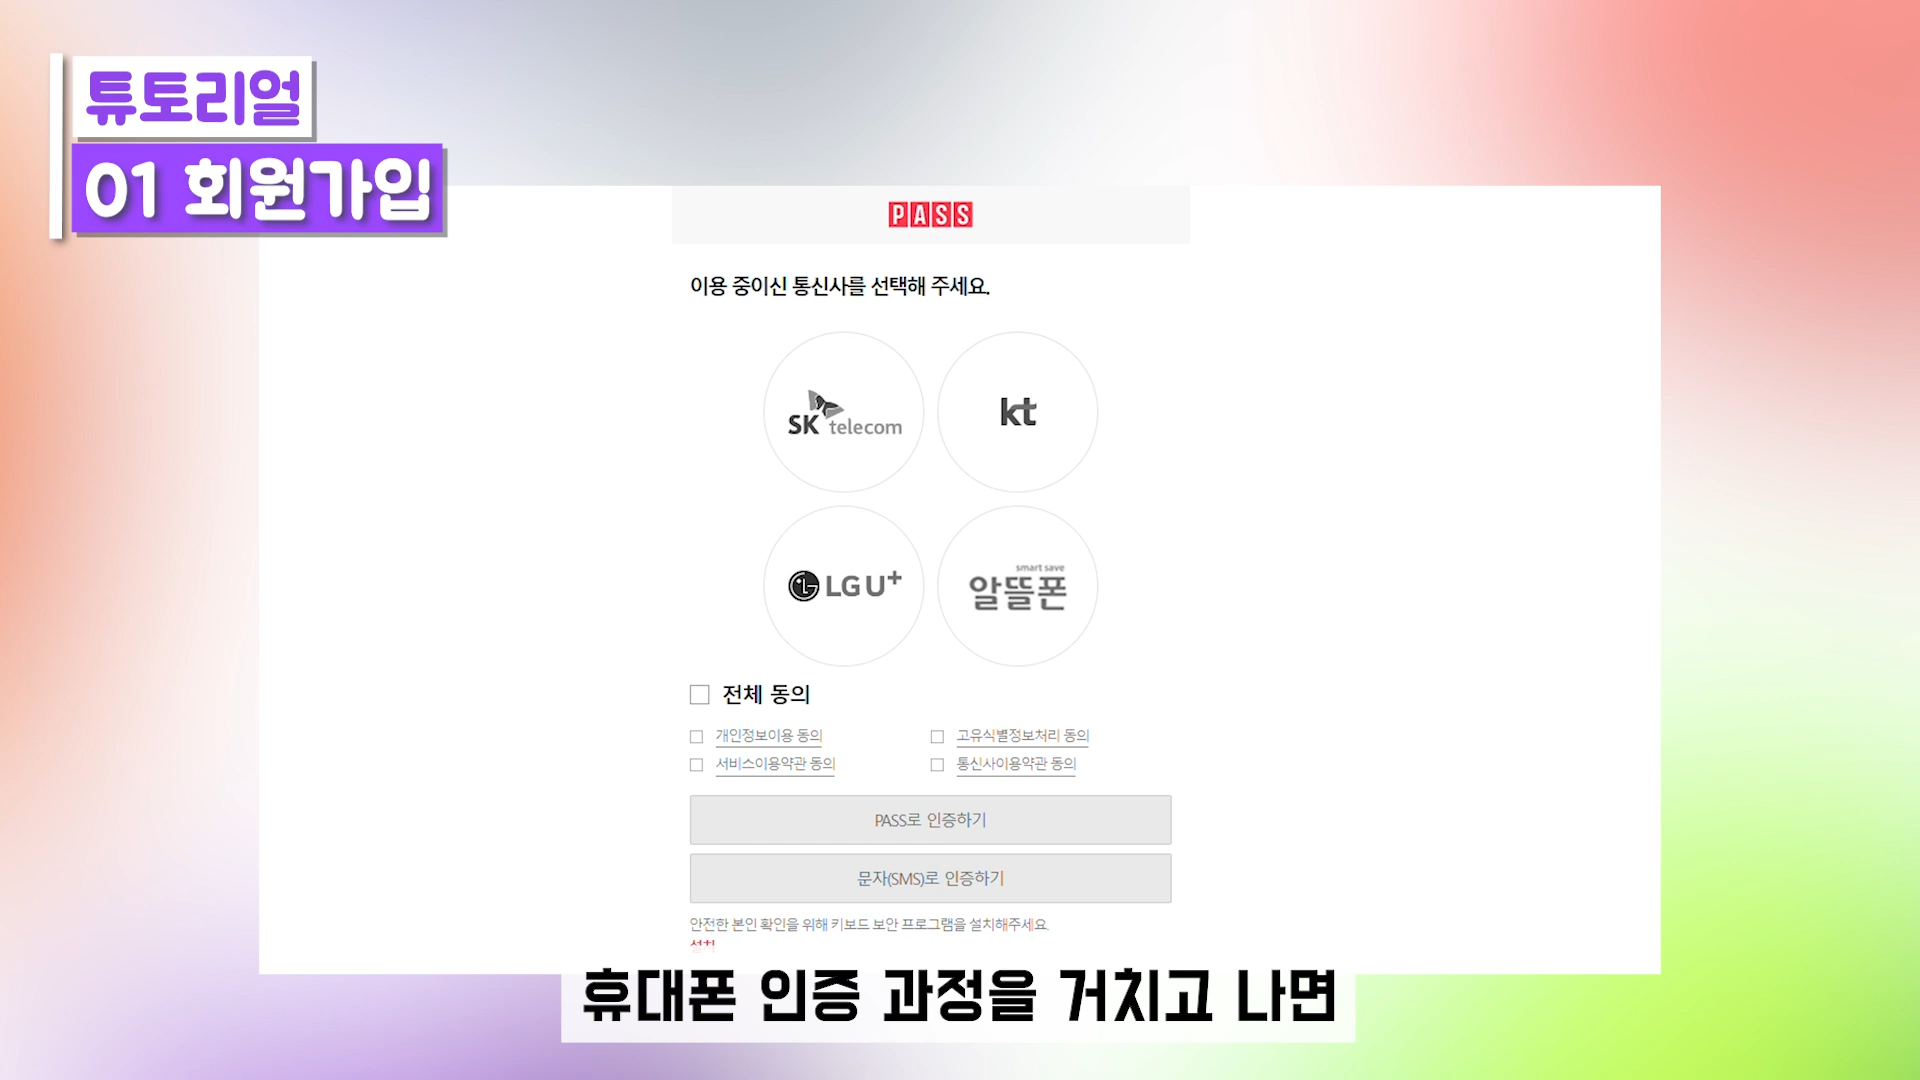 튜토리얼
01 회원가입
PASS
이용 중이신 통신사를 선택해 주세요.
SK telecom
kt
LG U+
smart save
알뜰폰
전체 동의
개인정보이용 동의
고유식별정보처리 동의
서비스이용약관 동의
통신사이용약관 동의
PASS로 인증하기
문자(SMS)로 인증하기
안전한 본인 확인을 위해 키보드 보안 프로그램을 설치해주세요.
휴대폰 인증 과정을 거치고 나면